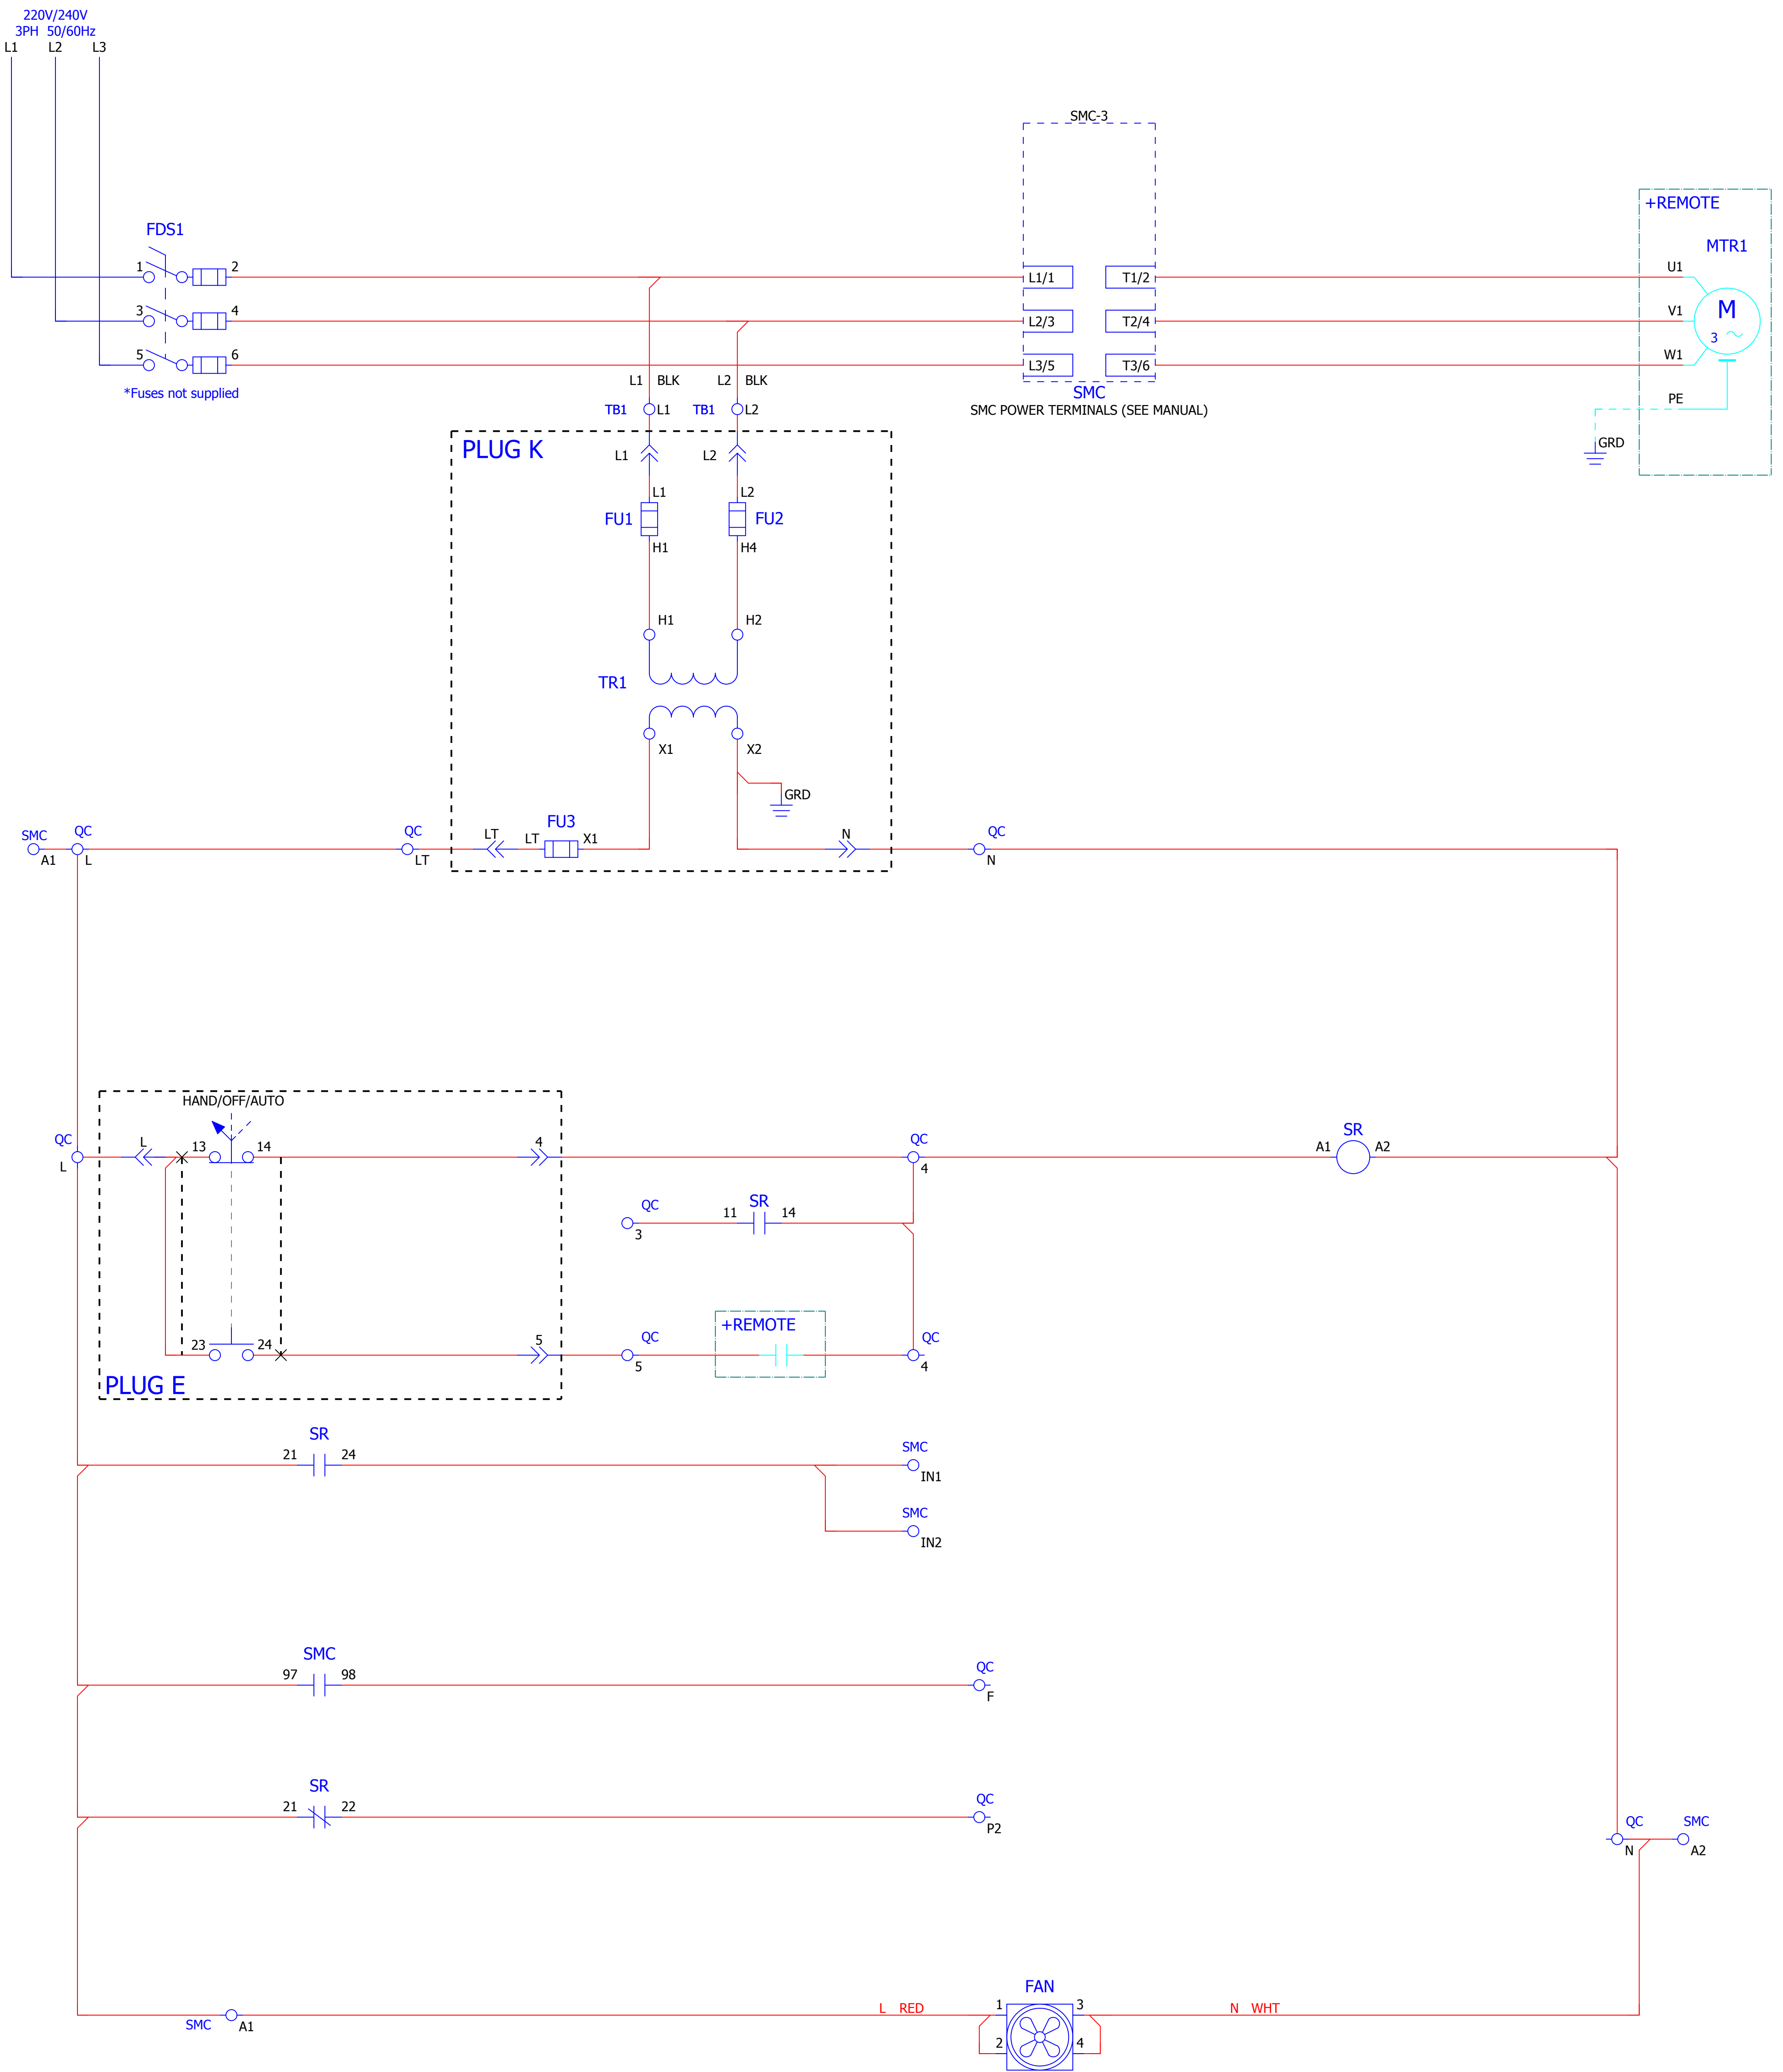 220V/240V
3PH 50/60Hz
L1 L2 L3
SMC-3
+REMOTE
FDS1
MTR1
1 2 L1/1 T1/2 U1
M
3 4 L2/3 T2/4 V1
3
5 6 L3/5 T3/6 W1
L1 BLK L2 BLK
*Fuses not supplied
SMC
PE
TB1 L1 TB1 L2
SMC POWER TERMINALS (SEE MANUAL)
GRD
PLUG K
L1 L2
L1 L2
FU1 FU2
H1 H4
H1 H2
TR1
X1 X2
GRD
FU3
SMC QC QC LT LT X1 N QC
A1 L LT N
HAND/OFF/AUTO
QC L 13 14 4 QC SR
A1 A2
L 4
QC SR
11 14
3
+REMOTE
23 24 5 QC QC
5 4
PLUG E
SR SMC
21 24
IN1
SMC
IN2
SMC QC
97 98
F
SR QC
21 22
P2
QC SMC
N A2
FAN
L RED 1 3 N WHT
SMC A1
2 4